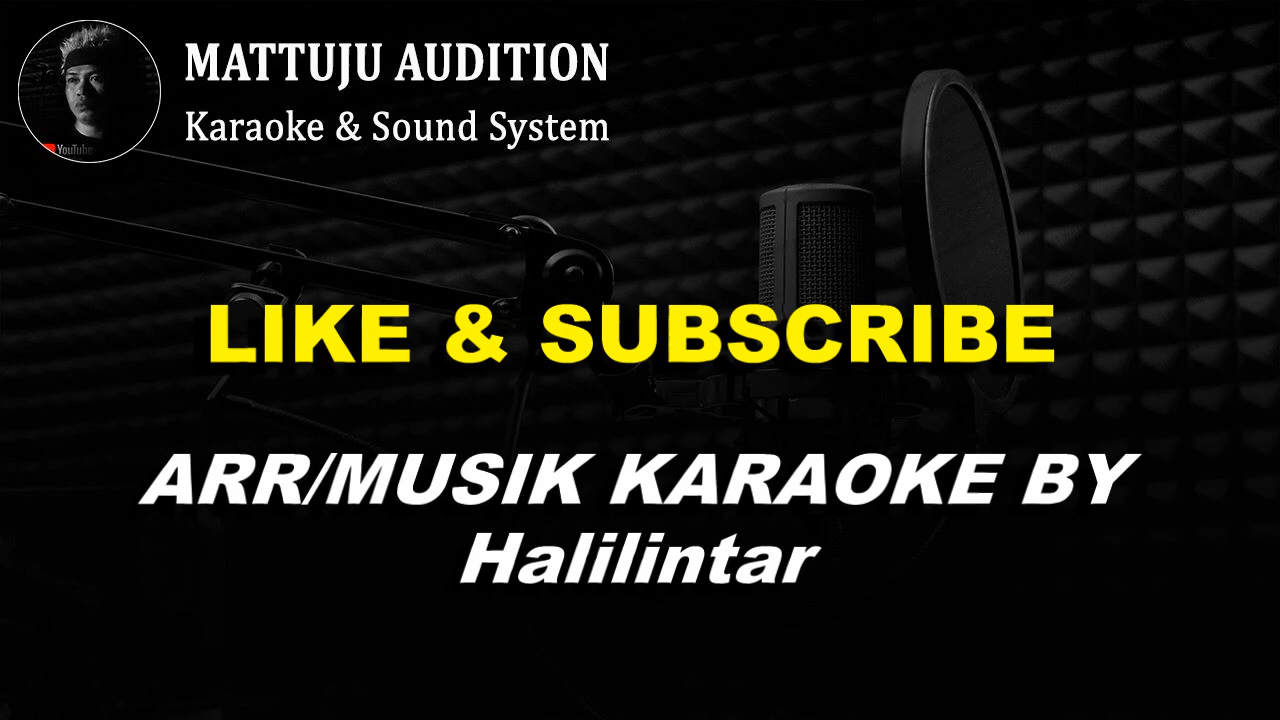 MATTUJU AUDITION
Karaoke & Sound System
YouTube
LIKE & SUBSCRIBE
ARR/MUSIK KARAOKE BY
Halilintar